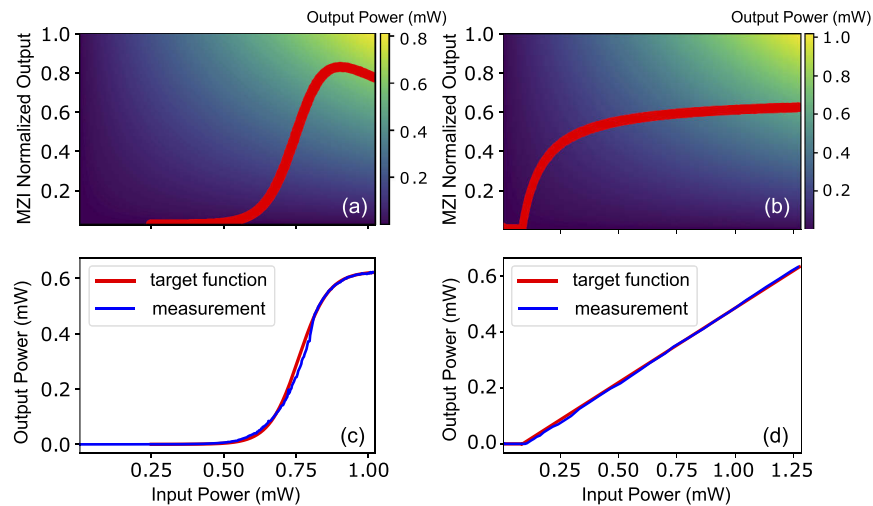 Output Power (mW)
Output Power (mW)
MZI Normalized Output
1.0
0.8
0.6
0.4
0.2
(a)
0.8
0.6
0.4
0.2
MZI Normalized Output
1.0
0.8
0.6
0.4
0.2
(b)
1.0
0.8
0.6
0.4
0.2
Output Power (mW)
0.6
0.4
0.2
0.0
target function
measurement
(c)
0.25
0.50
0.75
1.00
Input Power (mW)
Output Power (mW)
0.6
0.4
0.2
0.0
target function
measurement
(d)
0.25
0.50
0.75
1.00
1.25
Input Power (mW)